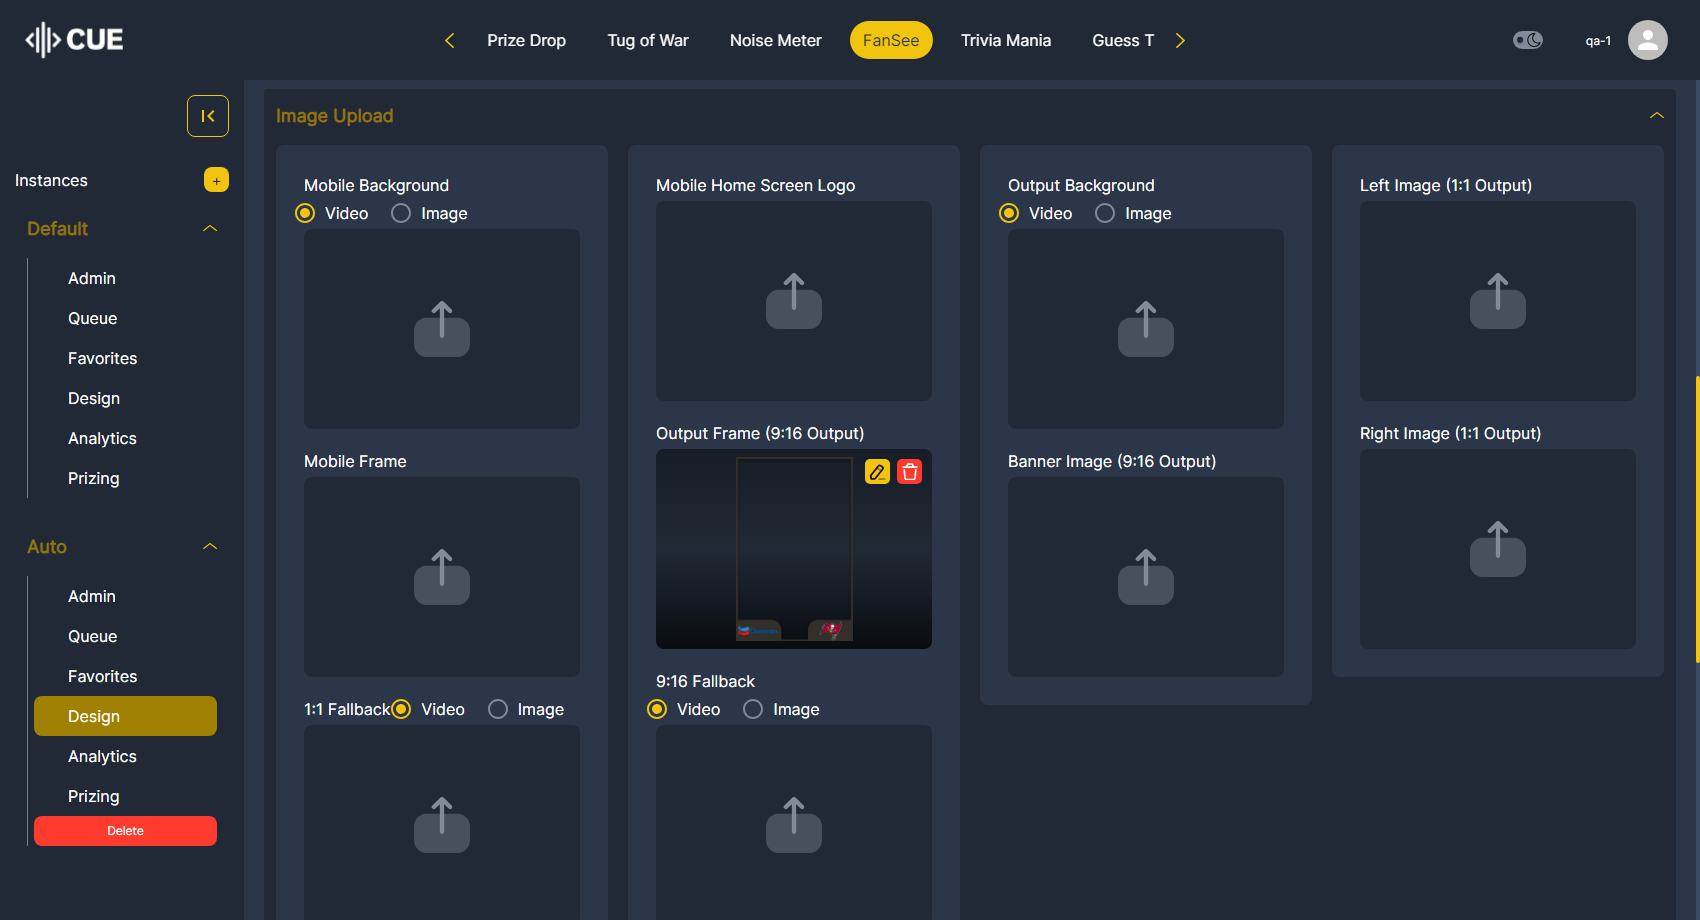 CUE
Prize Drop
Tug of War
Noise Meter
FanSee
Trivia Mania
Guess T
qa-1
Instances
+
Default
Admin
Queue
Favorites
Design
Analytics
Prizing
Auto
Admin
Queue
Favorites
Design
Analytics
Prizing
Delete
Image Upload
Mobile Background
Video Image
Mobile Frame
1:1 Fallback Video Image
Mobile Home Screen Logo
Output Frame (9:16 Output)
9:16 Fallback
Video Image
Output Background
Video Image
Banner Image (9:16 Output)
Left Image (1:1 Output)
Right Image (1:1 Output)